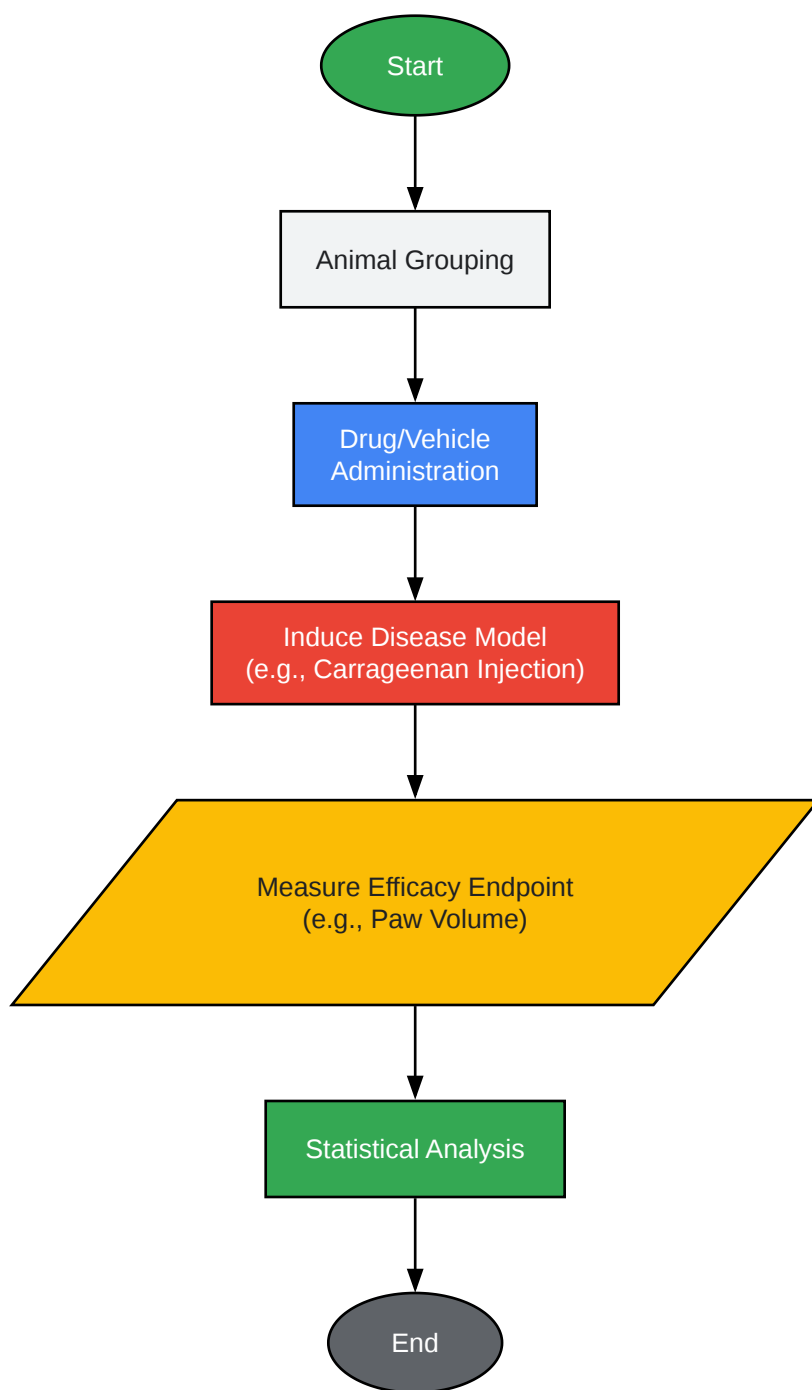 Start
Animal Grouping
Drug/Vehicle
Administration
Induce Disease Model
(e.g., Carrageenan Injection)
Measure Efficacy Endpoint
(e.g., Paw Volume)
Statistical Analysis
End